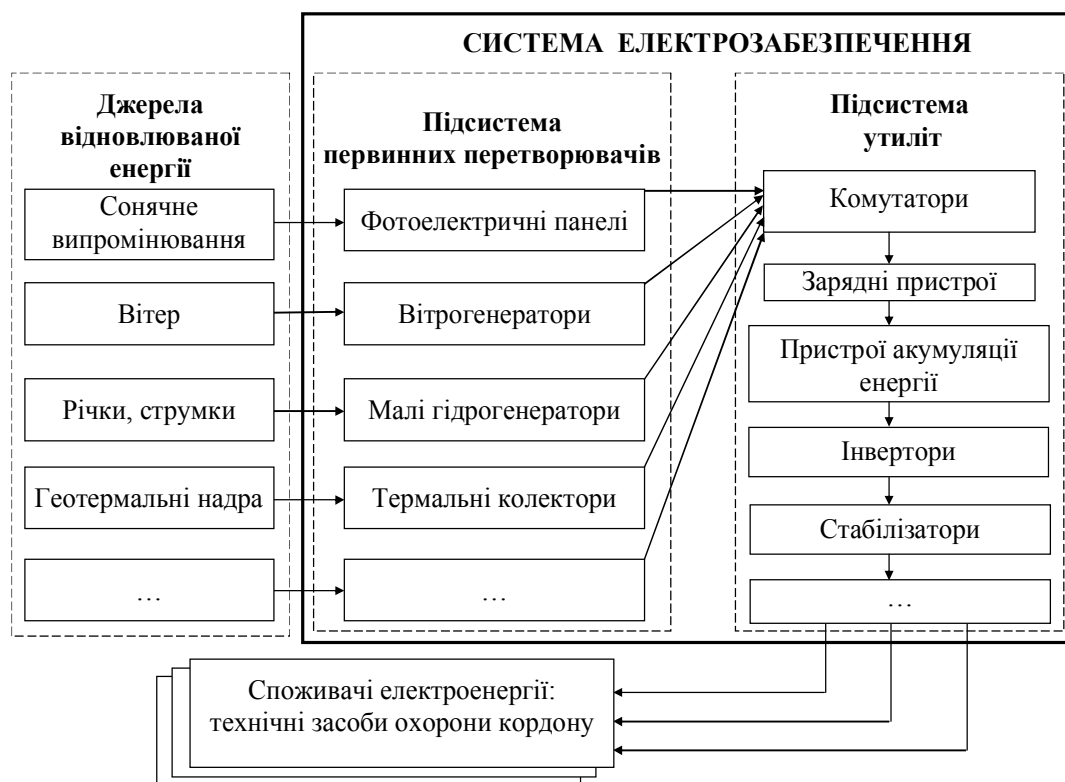 СИСТЕМА ЕЛЕКТРОЗАБЕЗПЕЧЕННЯ
Джерела
відновлюваної
енергії
Сонячне
випромінювання
Вітер
Річки, струмки
Геотермальні надра
…
Підсистема
первинних перетворювачів
Фотоелектричні панелі
Вітрогенератори
Малі гідрогенератори
Термальні колектори
…
Підсистема
утиліт
Комутатори
Зарядні пристрої
Пристрої акумуляції
енергії
Інвертори
Стабілізатори
…
Споживачі електроенергії:
технічні засоби охорони кордону